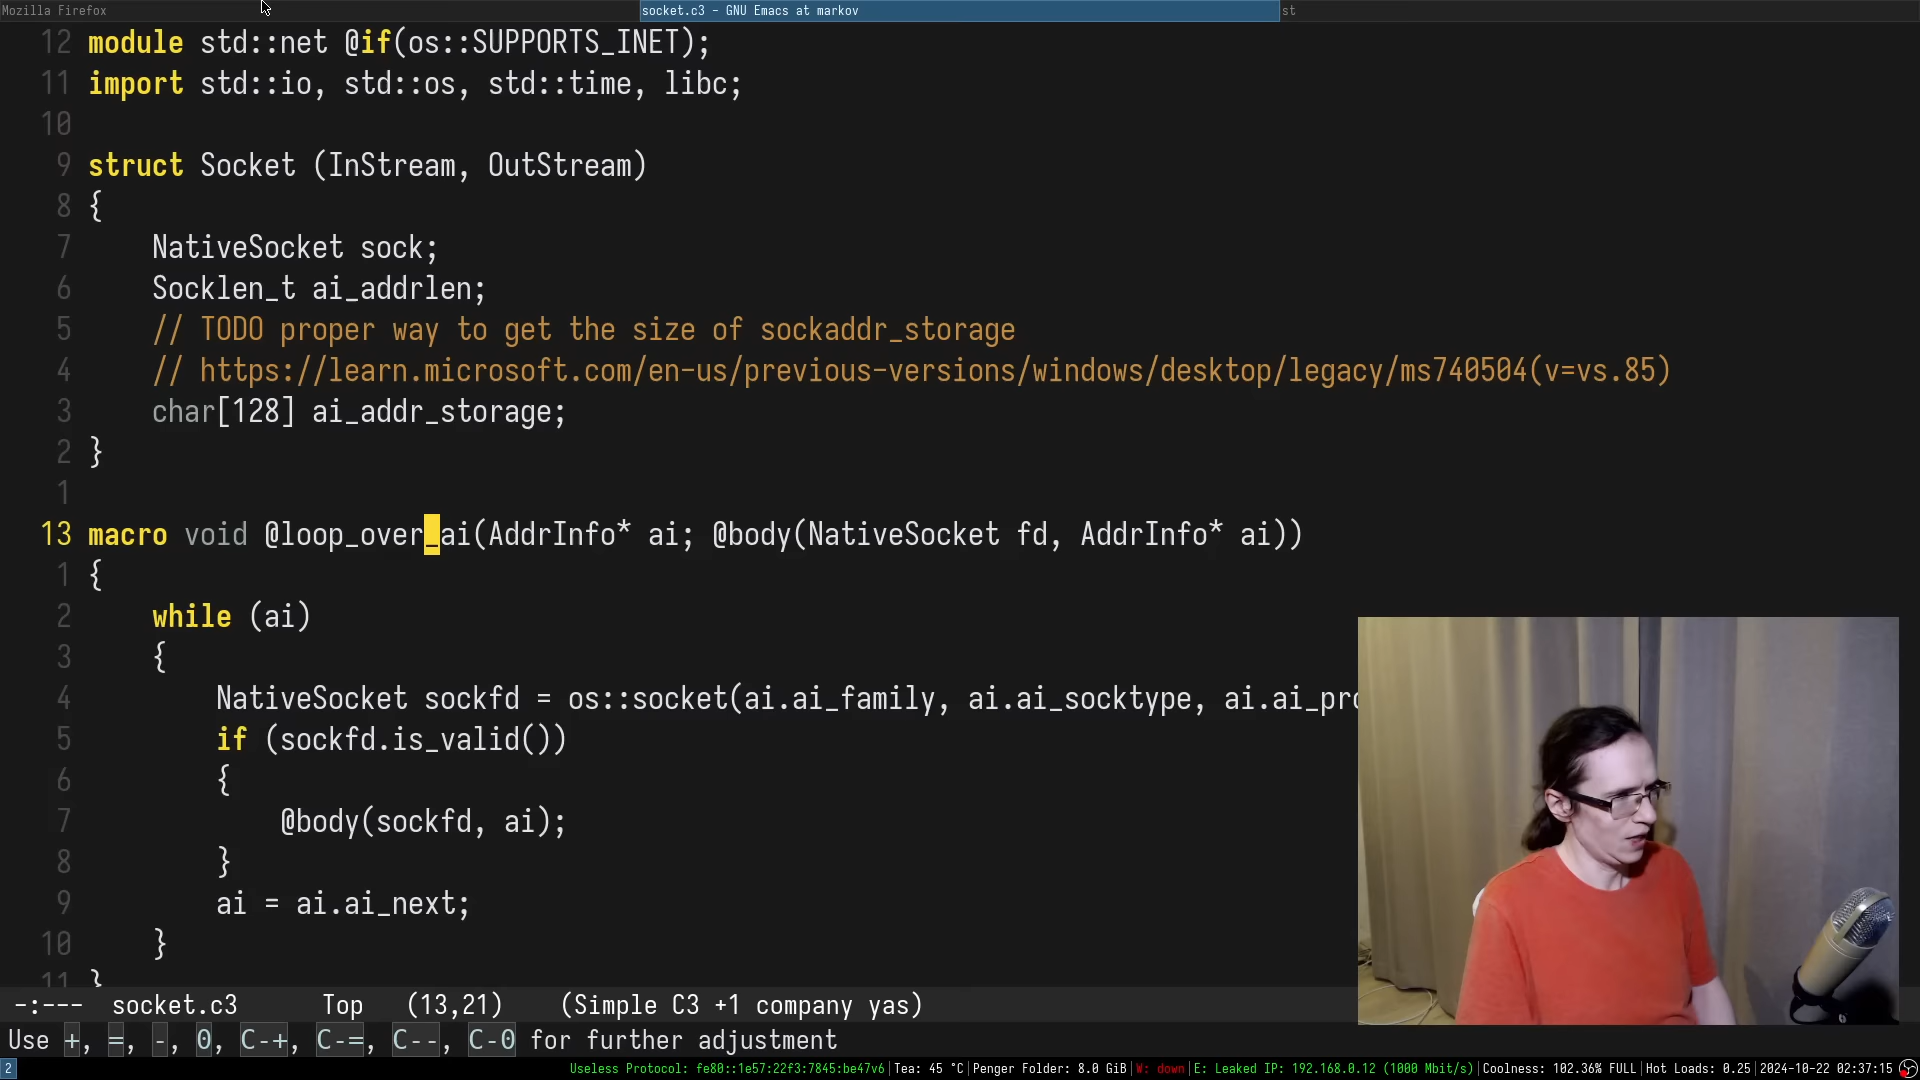 Mozilla Firefox
socket.c3 - GNU Emacs at markov
st
12 module std::net @if(os::SUPPORTS_INET);
11 import std::io, std::os, std::time, libc;
10
9 struct Socket (InStream, OutStream)
8 {
7 NativeSocket sock;
6 Socklen_t ai_addrlen;
5 // TODO proper way to get the size of sockaddr_storage
4 // https://learn.microsoft.com/en-us/previous-versions/windows/desktop/legacy/ms740504(v=vs.85)
3 char[128] ai_addr_storage;
2 }
1
13 macro void @loop_over_ai(AddrInfo* ai; @body(NativeSocket fd, AddrInfo* ai))
1 {
2 while (ai)
3 {
4 NativeSocket sockfd = os::socket(ai.ai_family, ai.ai_socktype, ai.ai_pro
5 if (sockfd.is_valid())
6 {
7 @body(sockfd, ai);
8 }
9 ai = ai.ai_next;
10 }
11 }
-:--- socket.c3 Top (13,21) (Simple C3 +1 company yas)
Use +, =, -, 0, C-+, C-=, C--, C-0 for further adjustment
2 Useless Protocol: fe80::1e57:22f3:7845:be47v6|Tea: 45 °C|Penger Folder: 8.0 GiB|W: down|E: Leaked IP: 192.168.0.12 (1000 Mbit/s)|Coolness: 102.36% FULL|Hot Loads: 0.25|2024-10-22 02:37:15